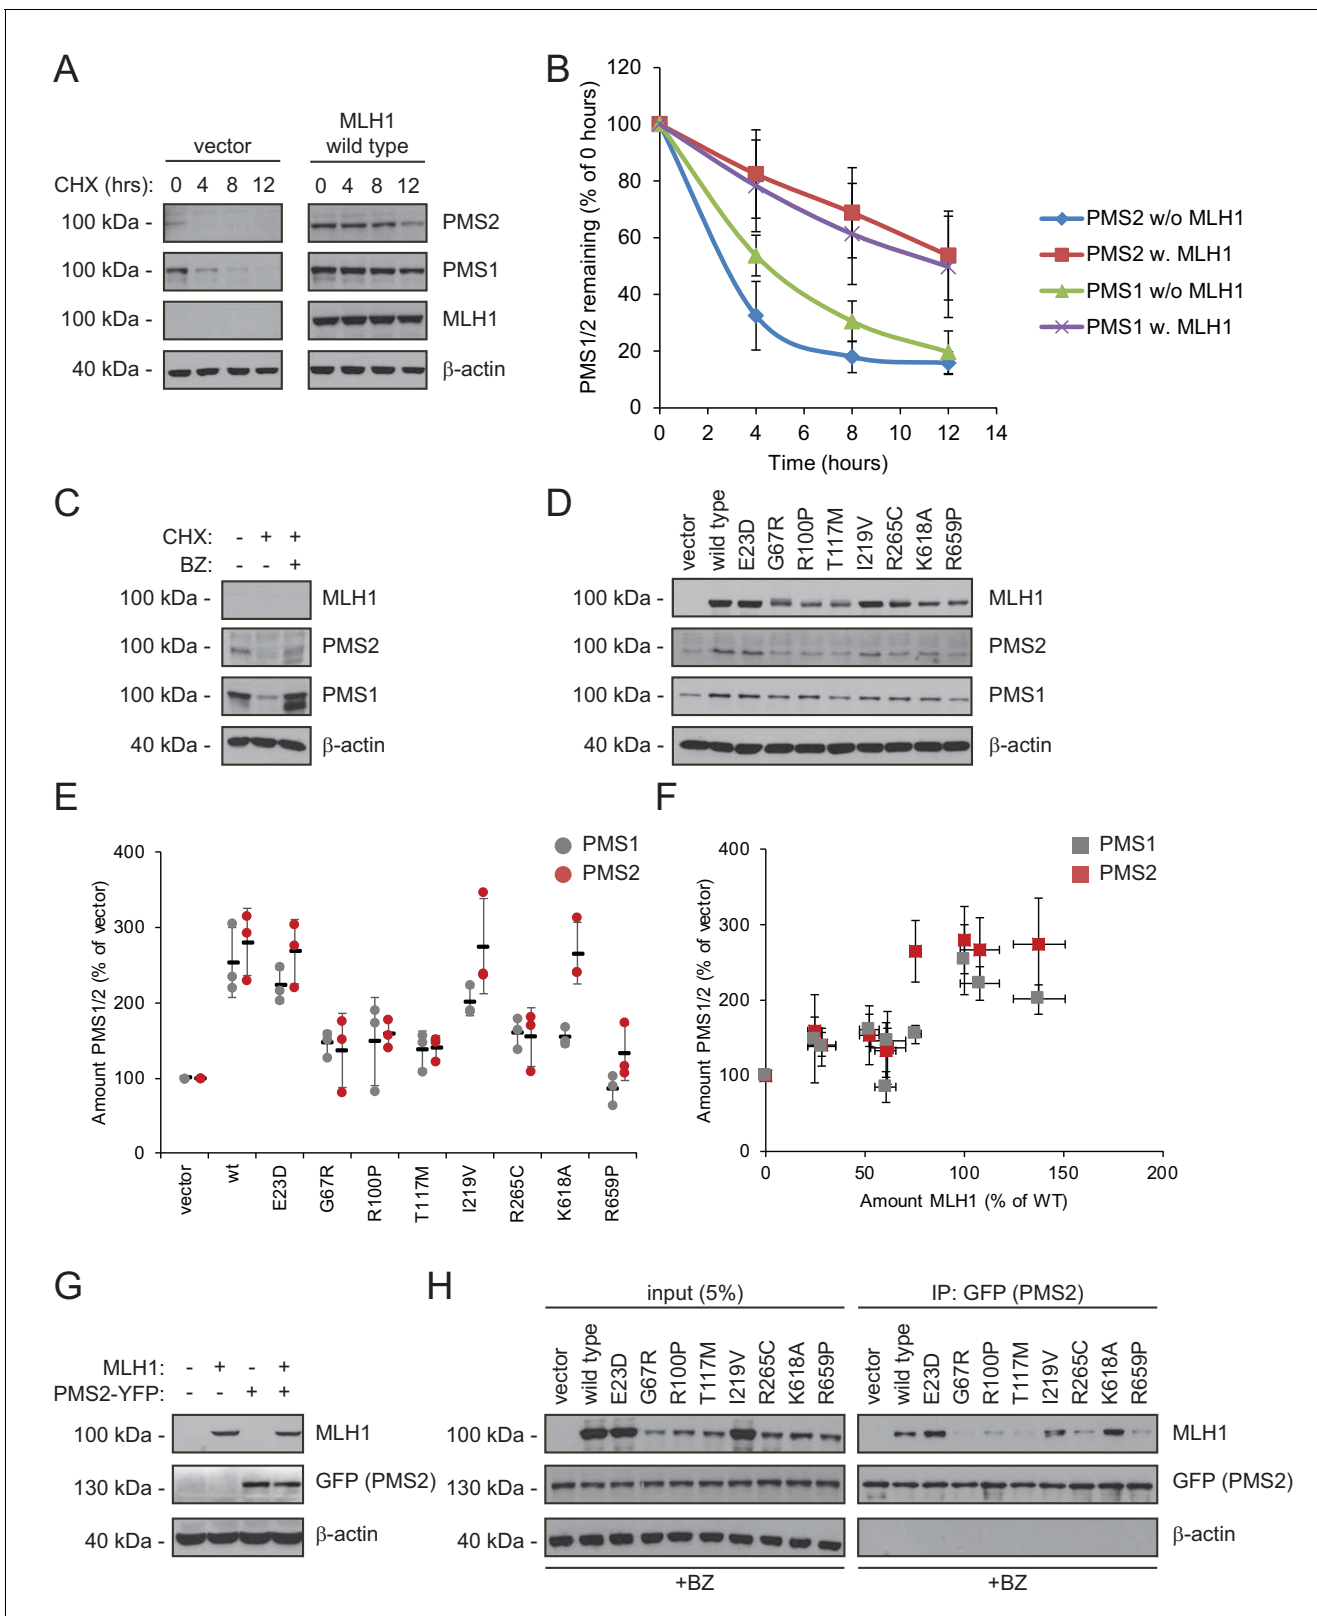 A
vector
MLH1
wild type
CHX (hrs): 0 4 8 12 0 4 8 12
100 kDa - PMS2
100 kDa - PMS1
100 kDa - MLH1
40 kDa - β-actin
B
PMS1/2 remaining (% of 0 hours)
120
100
80
60
40
20
0
0 2 4 6 8 10 12 14
Time (hours)
PMS2 w/o MLH1
PMS2 w. MLH1
PMS1 w/o MLH1
PMS1 w. MLH1
C
CHX: - + +
BZ: - - +
100 kDa - MLH1
100 kDa - PMS2
100 kDa - PMS1
40 kDa - β-actin
D
vector wild type E23D G67R R100P T117M I219V R265C K618A R659P
100 kDa - MLH1
100 kDa - PMS2
100 kDa - PMS1
40 kDa - β-actin
E
Amount PMS1/2 (% of vector)
400
300
200
100
0
vector wt E23D G67R R100P T117M I219V R265C K618A R659P
PMS1
PMS2
F
Amount PMS1/2 (% of vector)
400
300
200
100
0
0 50 100 150 200
Amount MLH1 (% of WT)
PMS1
PMS2
G
MLH1: - + - +
PMS2-YFP: - - + +
100 kDa - MLH1
130 kDa - GFP (PMS2)
40 kDa - β-actin
H
input (5%) IP: GFP (PMS2)
vector wild type E23D G67R R100P T117M I219V R265C K618A R659P vector wild type E23D G67R R100P T117M I219V R265C K618A R659P
100 kDa - MLH1
130 kDa - GFP (PMS2)
40 kDa - β-actin
+BZ +BZ